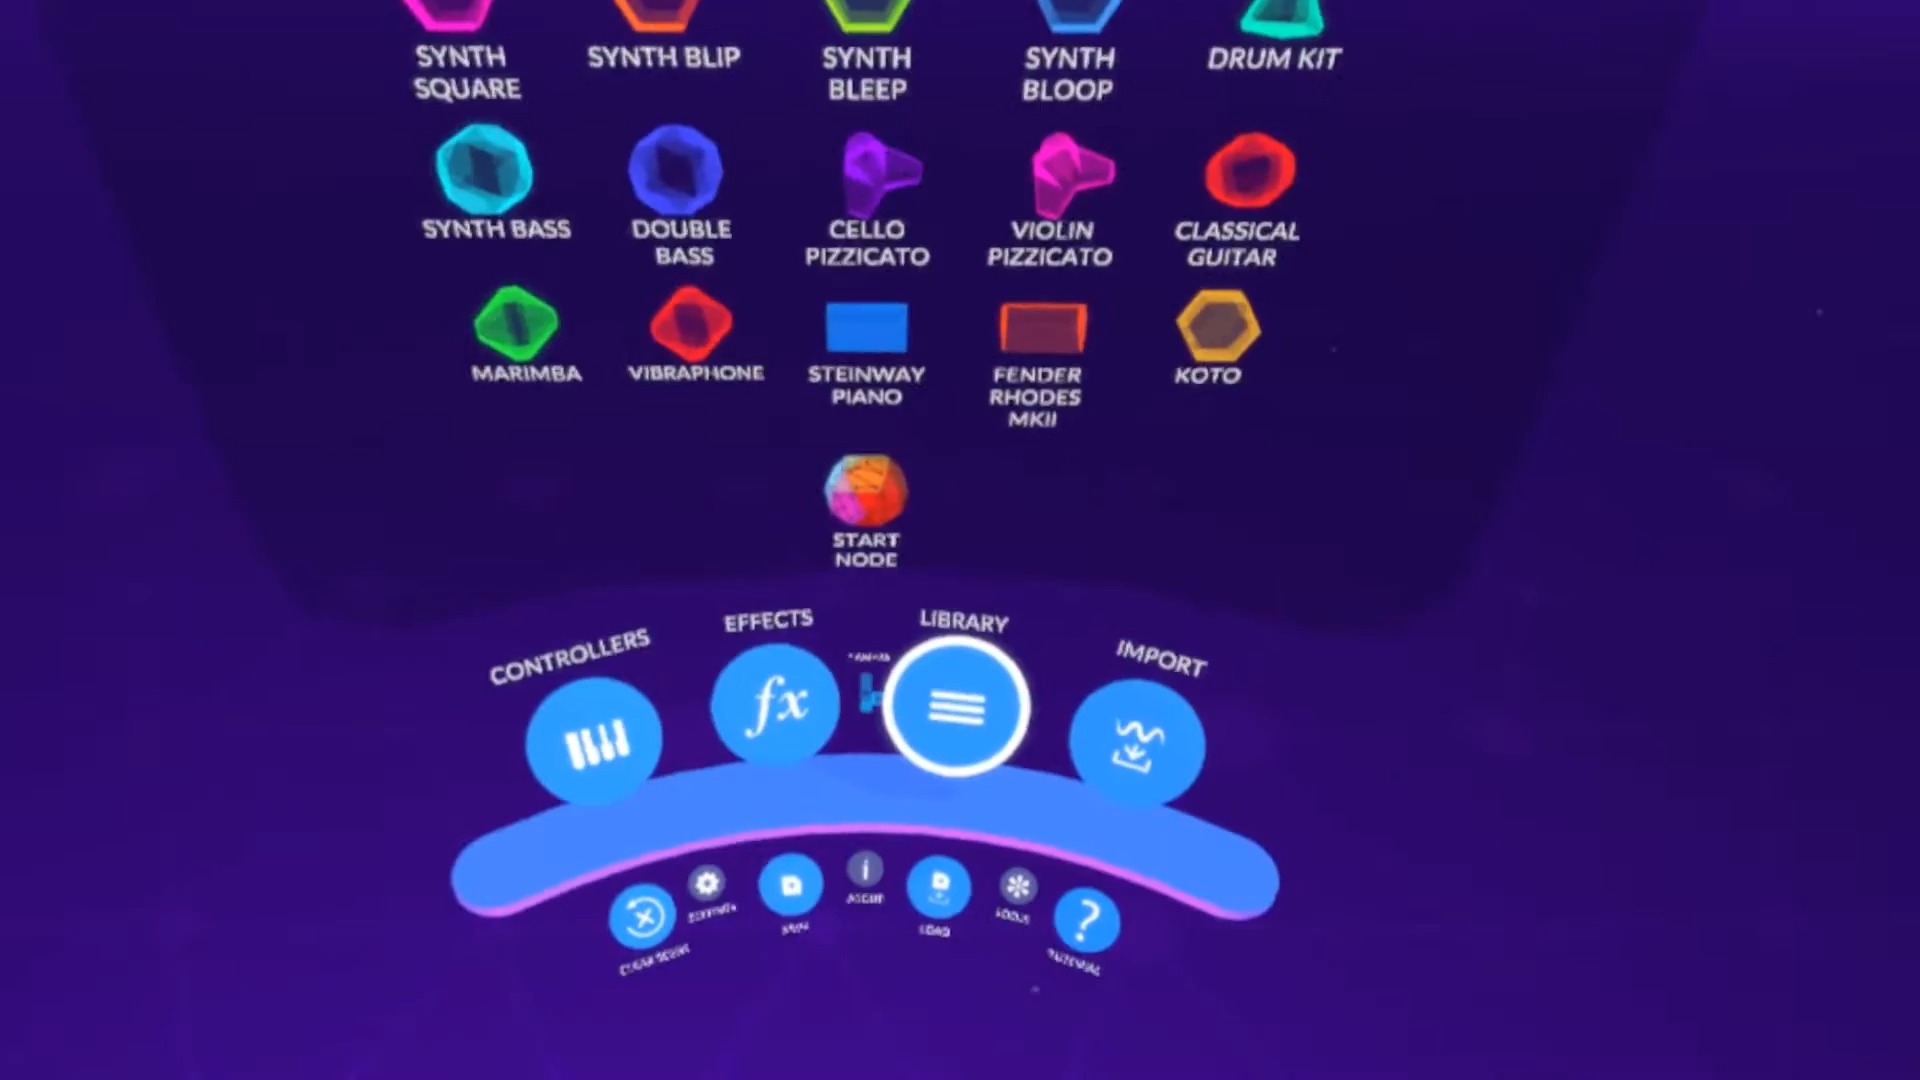 SYNTH
SQUARE
SYNTH BLIP
SYNTH
BLEEP
SYNTH
BLOOP
DRUM KIT
SYNTH BASS
DOUBLE
BASS
CELLO
PIZZICATO
VIOLIN
PIZZICATO
CLASSICAL
GUITAR
MARIMBA
VIBRAPHONE
STEINWAY
PIANO
FENDER
RHODES
MKII
KOTO
START
NODE
CONTROLLERS
EFFECTS
LIBRARY
IMPORT
fx
LOAD